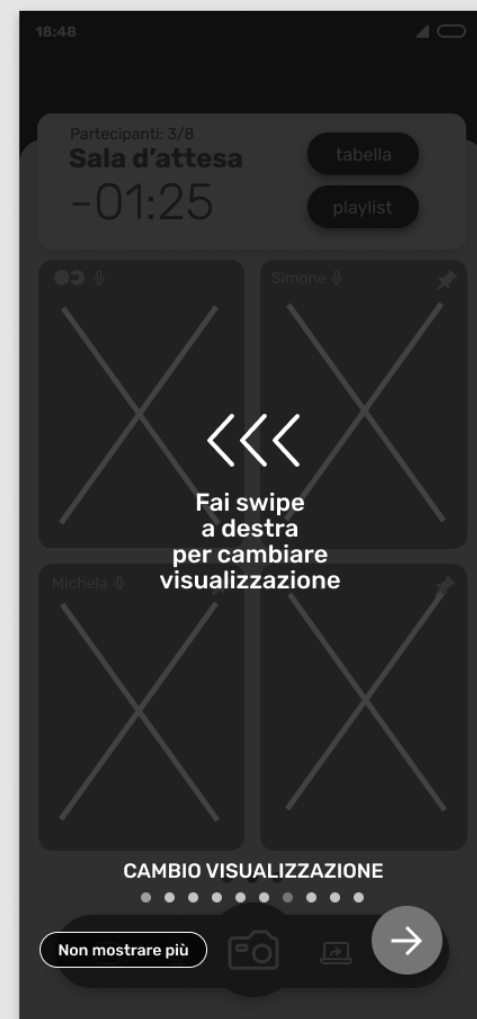 18:48
Partecipanti: 3/8
Sala d'attesa
-01:25
tabella
playlist
Simone
Fai swipe
a destra
per cambiare
visualizzazione
Michela
CAMBIO VISUALIZZAZIONE
Non mostrare più